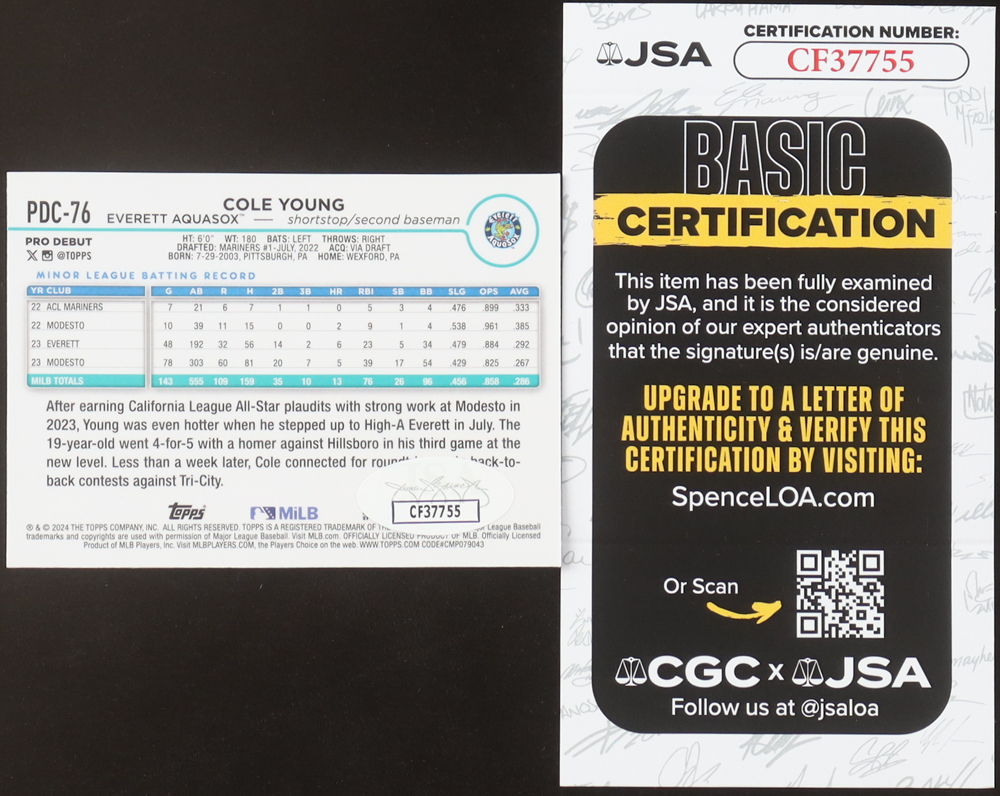 PDC-76
COLE YOUNG
EVERETT AQUASOX™ — shortstop/second baseman
EVERETT
AQUASOX
PRO DEBUT
@TOPPS
HT: 6'0" WT: 180 BATS: LEFT THROWS: RIGHT
DRAFTED: MARINERS #1-JULY, 2022 ACQ: VIA DRAFT
BORN: 7-29-2003, PITTSBURGH, PA HOME: WEXFORD, PA
MINOR LEAGUE BATTING RECORD
YR CLUB G AB R H 2B 3B HR RBI SB BB SLG OPS AVG
22 ACL MARINERS 7 21 6 7 1 1 0 5 3 4 .476 .899 .333
22 MODESTO 10 39 11 15 0 0 2 9 1 4 .538 .961 .385
23 EVERETT 48 192 32 56 14 2 6 23 5 34 .479 .884 .292
23 MODESTO 78 303 60 81 20 7 5 39 17 54 .429 .825 .267
MILB TOTALS 143 555 109 159 35 10 13 76 26 96 .456 .858 .286
After earning California League All-Star plaudits with strong work at Modesto in
2023, Young was even hotter when he stepped up to High-A Everett in July. The
19-year-old went 4-for-5 with a homer against Hillsboro in his third game at the
new level. Less than a week later, Cole connected for back-to-
back contests against Tri-City.
Topps MiLB
CF37755
® & © 2024 THE TOPPS COMPANY, INC. ALL RIGHTS RESERVED. TOPPS IS A REGISTERED TRADEMARK OF League Baseball
trademarks and copyrights are used with permission of Major League Baseball. Visit MLB.com. OFFICIALLY LICENSED PRODUCT OF MLB. Officially Licensed
Product of MLB Players, Inc. Visit MLBPLAYERS.COM, the Players Choice on the web. WWW.TOPPS.COM CODE#CMP079043
JSA
CERTIFICATION NUMBER:
CF37755
BASIC
CERTIFICATION
This item has been fully examined
by JSA, and it is the considered
opinion of our expert authenticators
that the signature(s) is/are genuine.
UPGRADE TO A LETTER OF
AUTHENTICITY & VERIFY THIS
CERTIFICATION BY VISITING:
SpenceLOA.com
Or Scan
CGC x JSA
Follow us at @jsaloa